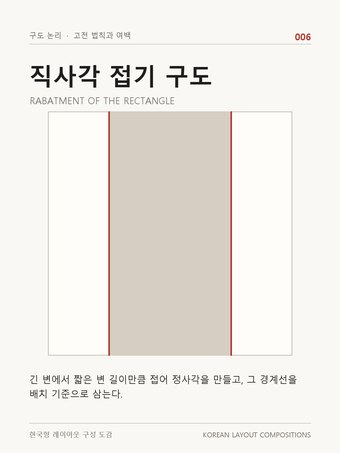 구도 논리 · 고전 법칙과 여백
006
직사각 접기 구도
RABATMENT OF THE RECTANGLE
긴 변에서 짧은 변 길이만큼 접어 정사각을 만들고, 그 경계선을
배치 기준으로 삼는다.
한국형 레이아웃 구성 도감
KOREAN LAYOUT COMPOSITIONS